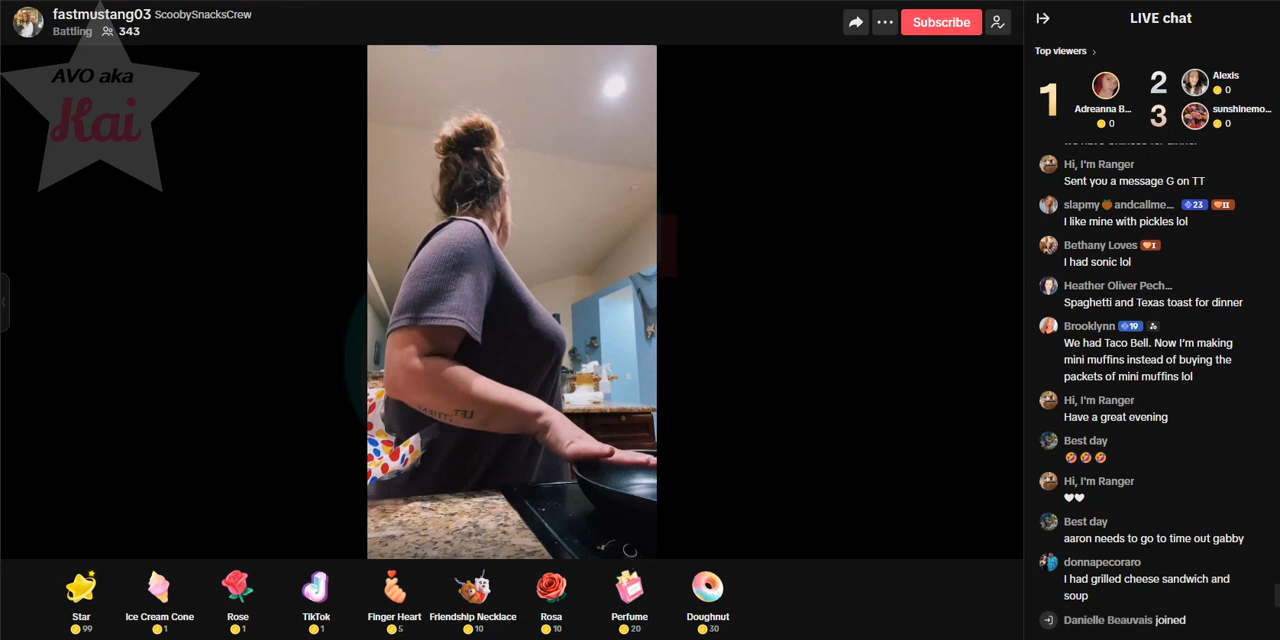 fastmustang03 ScoobySnacksCrew
Battling 343
Subscribe
AVO aka
Kai
LET THEM
LIVE chat
Top viewers
1
Adreanna B...
0
2
Alexis
0
3
sunshinemo...
0
Hi, I'm Ranger
Sent you a message G on TT
slapmy🍑andcallme... 23 II
I like mine with pickles lol
Bethany Loves I
I had sonic lol
Heather Oliver Pech...
Spaghetti and Texas toast for dinner
Brooklynn 19
We had Taco Bell. Now I'm making
mini muffins instead of buying the
packets of mini muffins lol
Hi, I'm Ranger
Have a great evening
Best day
🤣🤣🤣
Hi, I'm Ranger
🤍🤍
Best day
aaron needs to go to time out gabby
donnapecoraro
I had grilled cheese sandwich and
soup
Danielle Beauvais joined
Star
99
Ice Cream Cone
1
Rose
1
TikTok
1
Finger Heart
5
Friendship Necklace
10
Rosa
10
Perfume
20
Doughnut
30